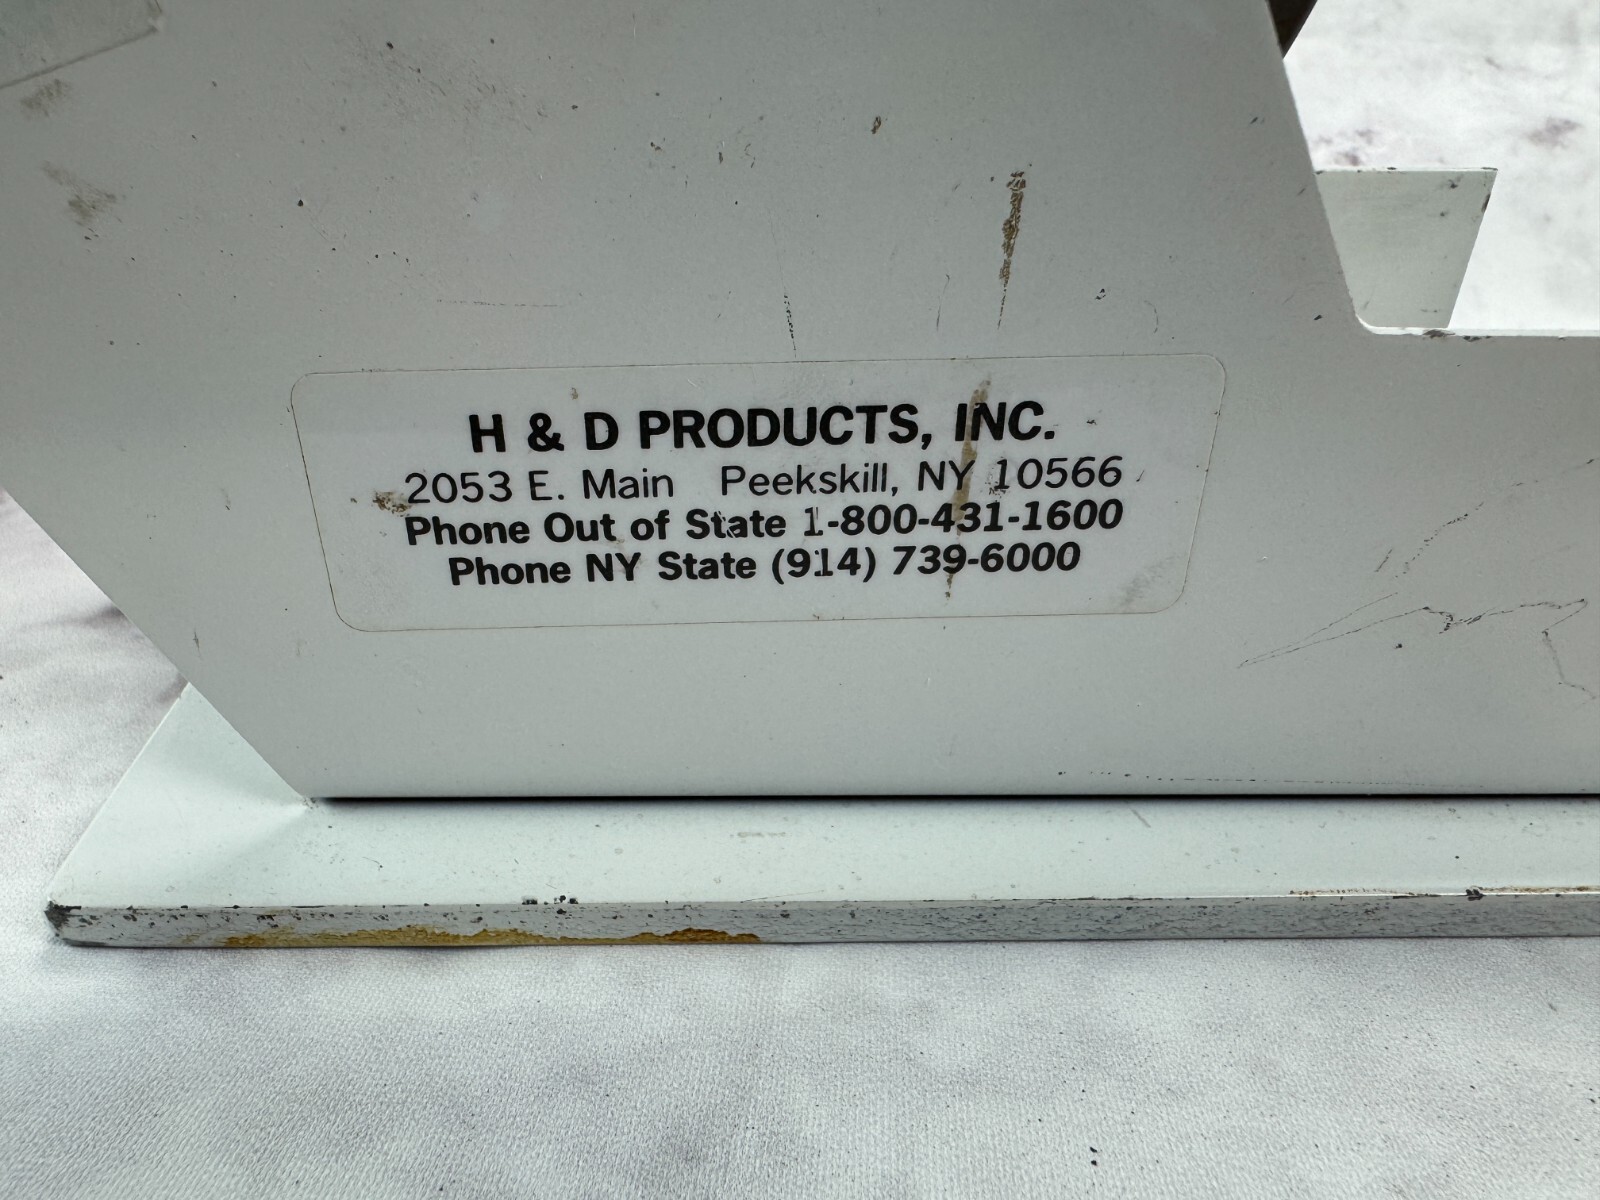 H & D PRODUCTS, INC.
2053 E. Main Peekskill, NY 10566
Phone Out of State 1-800-431-1600
Phone NY State (914) 739-6000